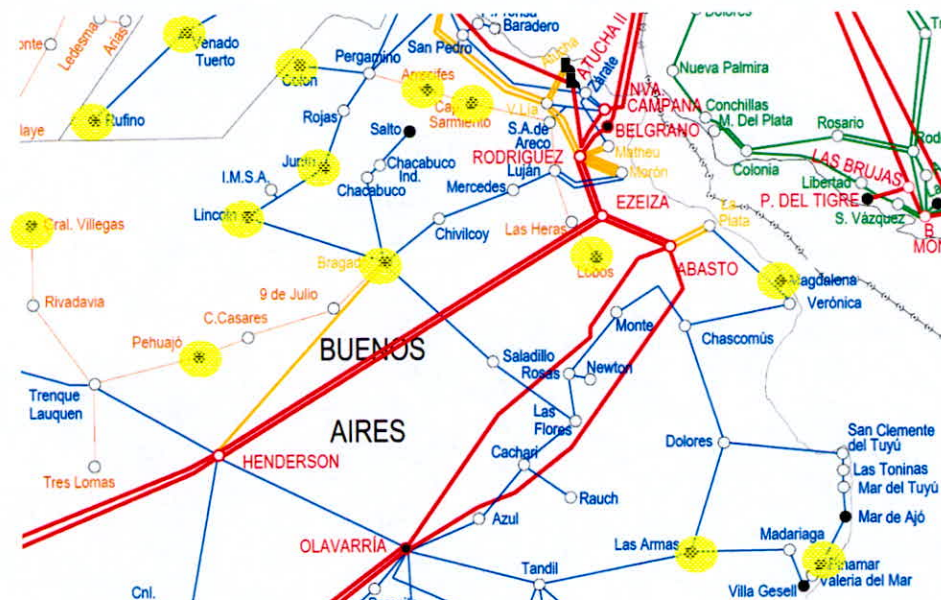 Ledesma
Arias
Venado
Tuerto
Rufino
Colón
Pergamino
San Pedro
Baradero
Arrecifes
Sarmiento
Rojas
Salto
Junín
I.M.S.A.
Lincoln
Chacabuco
Ind.
Chacabuco
Luján
Mercedes
Chivilcoy
Atucha
ATUCHA II
Zárate
V.Lía
S.A.de
Areco
NVA.
CAMPANA
BELGRANO
RODRIGUEZ
Matheu
Morón
Dolores
Nueva Palmira
Conchillas
M. Del Plata
Colonia
Rosario
LAS BRUJAS
Libertad
P. DEL TIGRE
S. Vázquez
EZEIZA
La
Plata
Las Heras
Lobos
ABASTO
Magdalena
Verónica
Gral. Villegas
Rivadavia
Bragado
9 de Julio
C.Casares
Pehuajó
Trenque
Lauquen
Tres Lomas
BUENOS
AIRES
HENDERSON
Saladillo
Monte
Rosas
Newton
Chascomús
Las
Flores
Cachari
Rauch
Azul
OLAVARRÍA
Dolores
Las Armas
San Clemente
del Tuyú
Las Toninas
Mar del Tuyú
Mar de Ajó
Madariaga
Pinamar
Valeria del Mar
Villa Gesell
Tandil
Cnl.